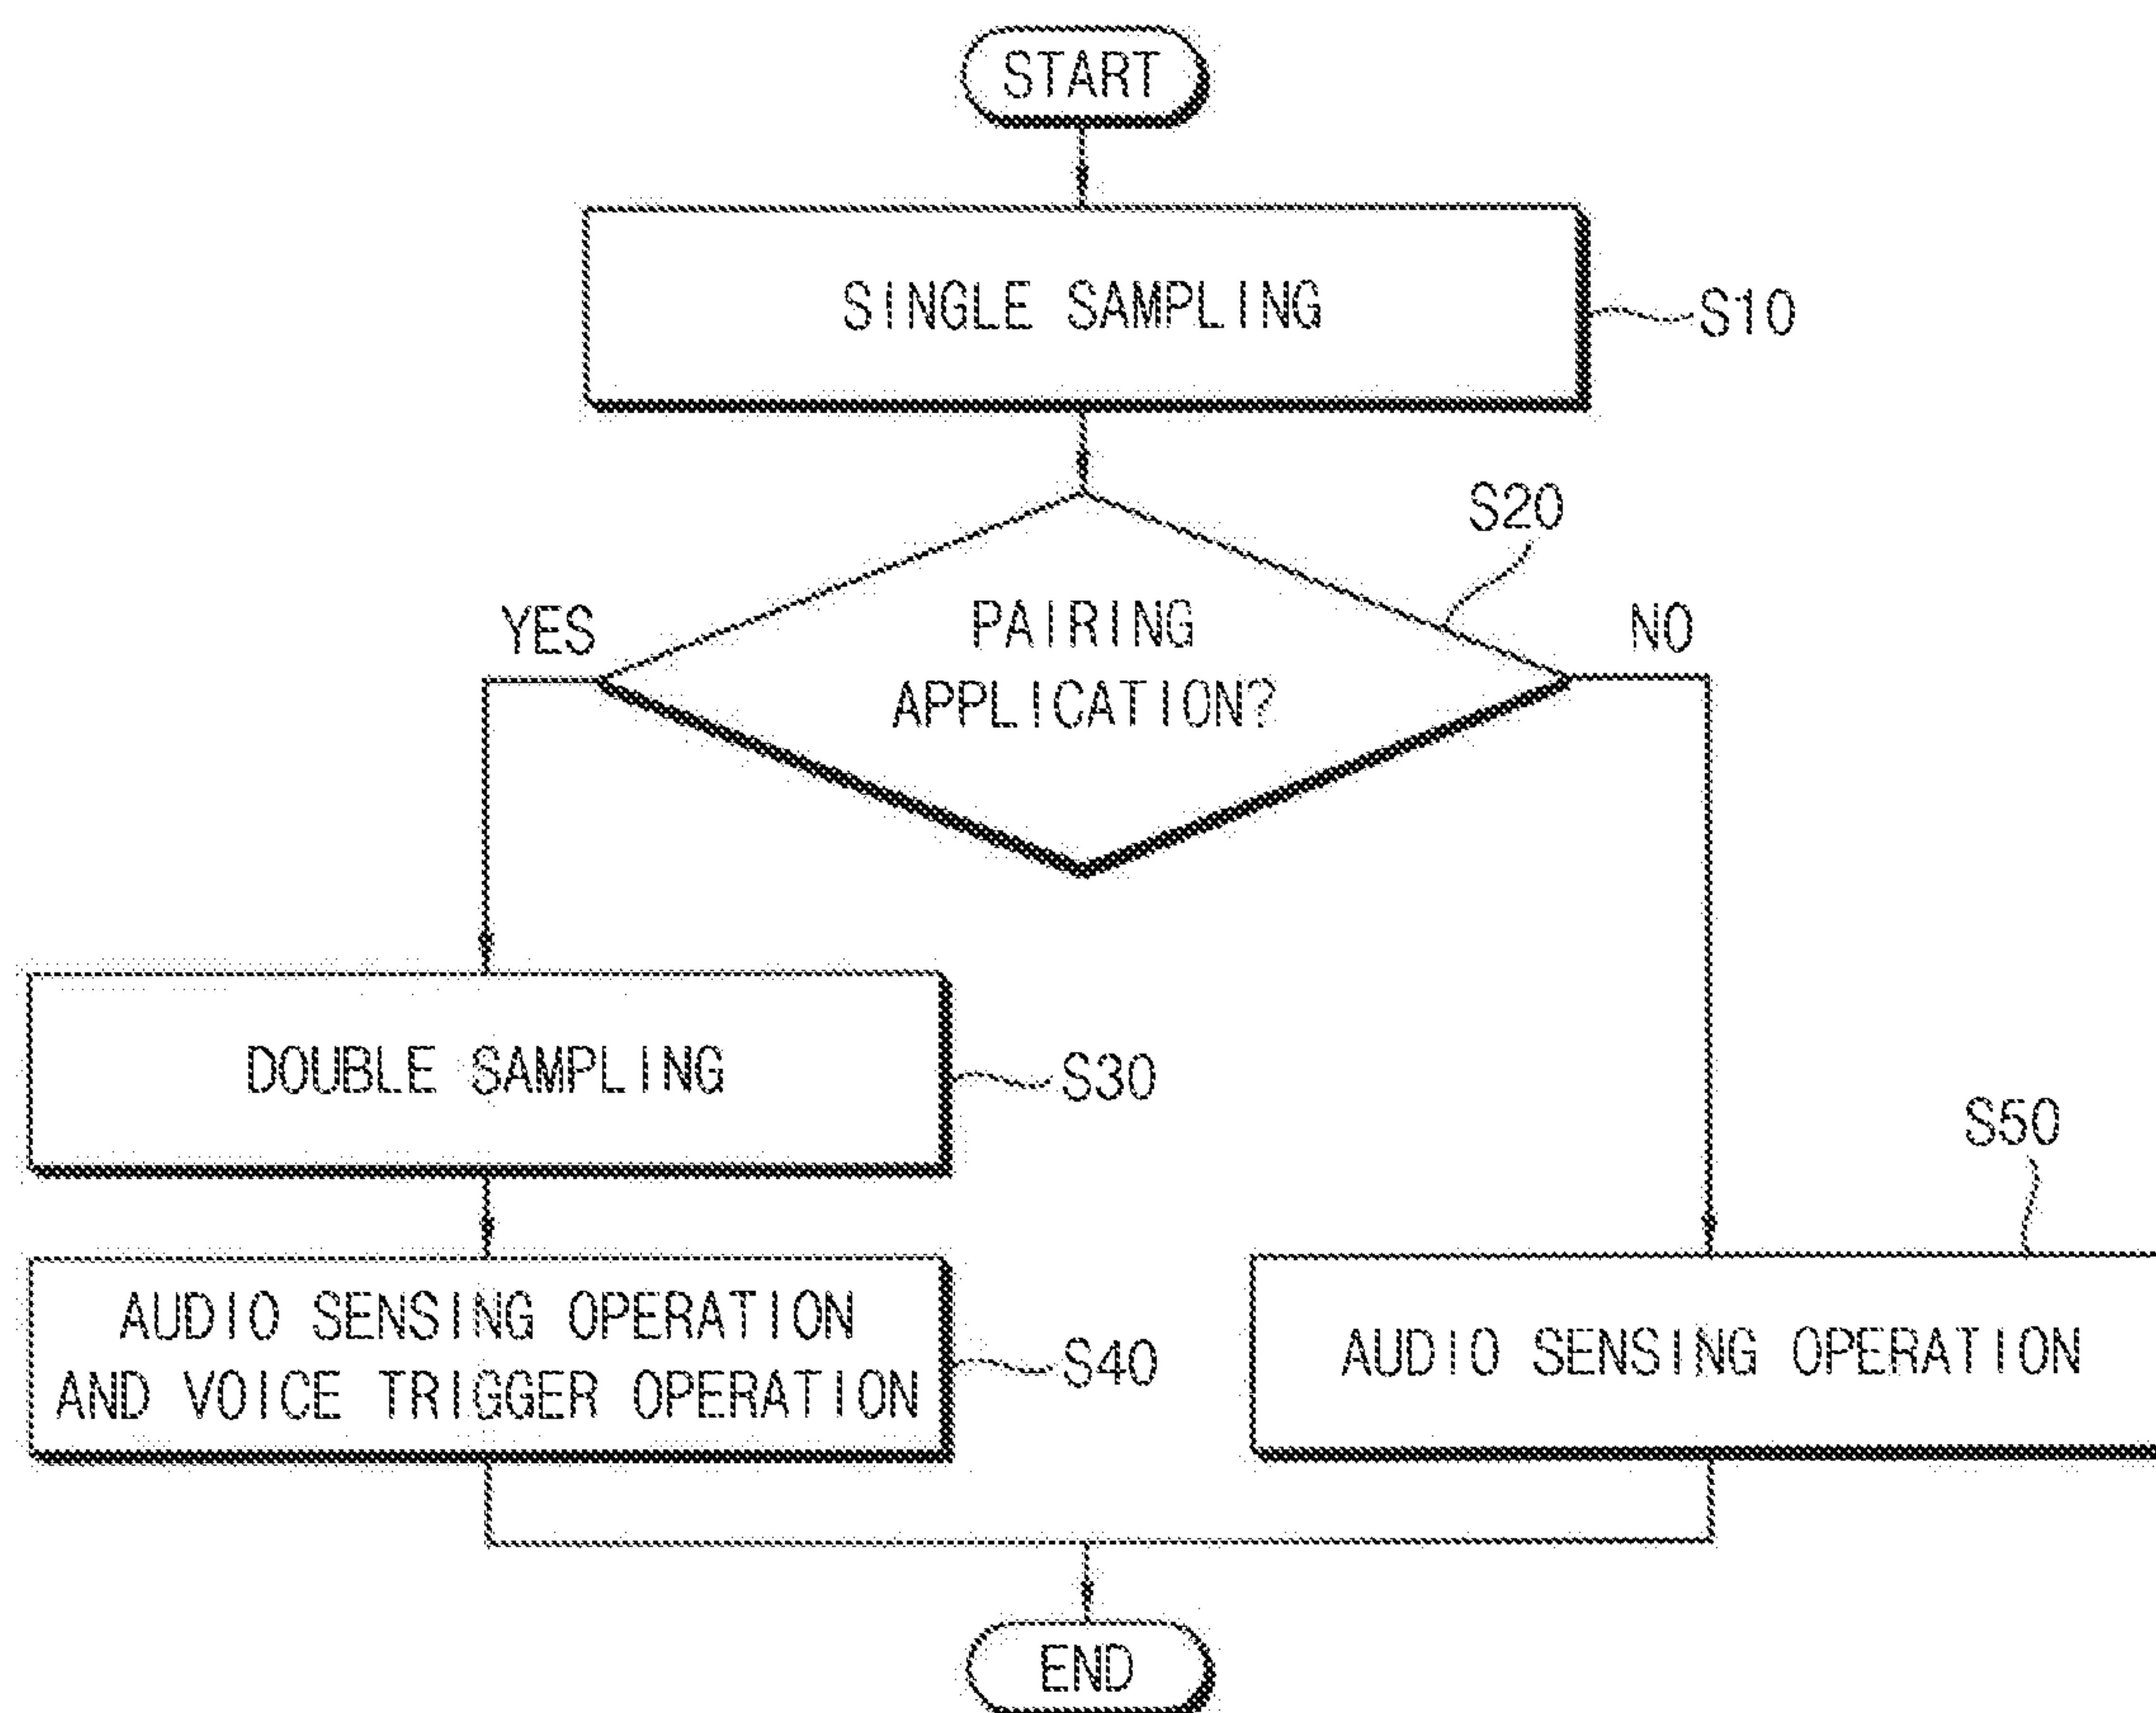 START
SINGLE SAMPLING
S10
S20
YES
PAIRING
APPLICATION?
NO
DOUBLE SAMPLING
S30
AUDIO SENSING OPERATION
AND VOICE TRIGGER OPERATION
S40
S50
AUDIO SENSING OPERATION
END